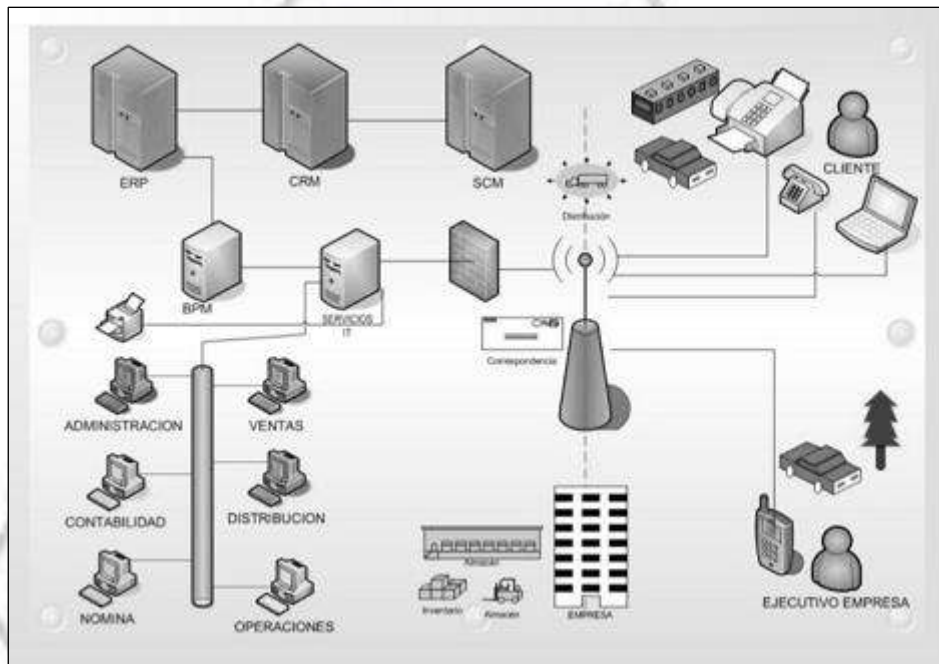 ERP
CRM
SCM
CLIENTE
Distribución
BPM
SERVICIOS
IT
Correspondencia
ADMINISTRACION
VENTAS
CONTABILIDAD
DISTRIBUCION
Almacén
NOMINA
OPERACIONES
Inventario
Almacén
EMPRESA
EJECUTIVO EMPRESA